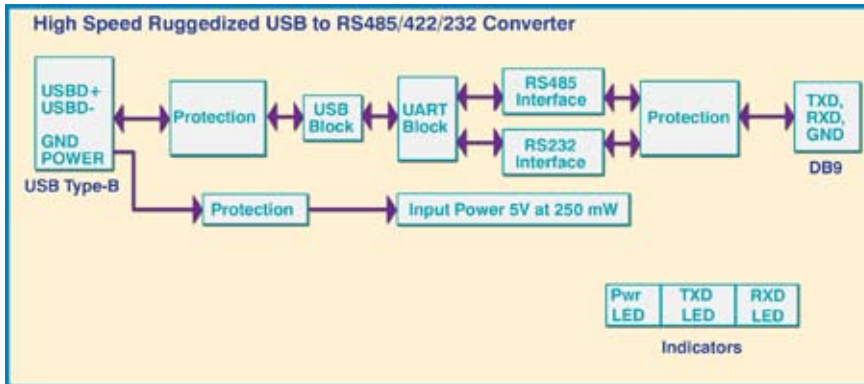 High Speed Ruggedized USB to RS485/422/232 Converter
USBD+
USBD-
GND
POWER
USB Type-B
Protection
USB
Block
UART
Block
RS485
Interface
RS232
Interface
Protection
TXD,
RXD,
GND
DB9
Protection
Input Power 5V at 250 mW
Pwr
LED
TXD
LED
RXD
LED
Indicators